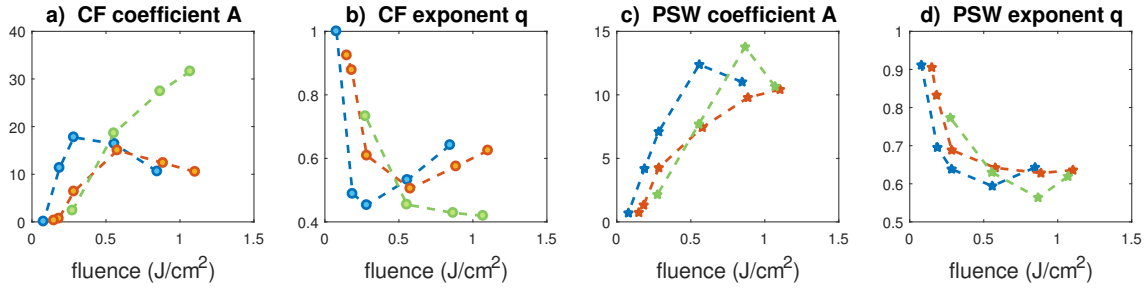 a) CF coefficient A
40
30
20
10
0
0 0.5 1 1.5
fluence (J/cm²)
b) CF exponent q
1
0.8
0.6
0.4
0 0.5 1 1.5
fluence (J/cm²)
c) PSW coefficient A
15
10
5
0
0 0.5 1 1.5
fluence (J/cm²)
d) PSW exponent q
1
0.9
0.8
0.7
0.6
0.5
0 0.5 1 1.5
fluence (J/cm²)